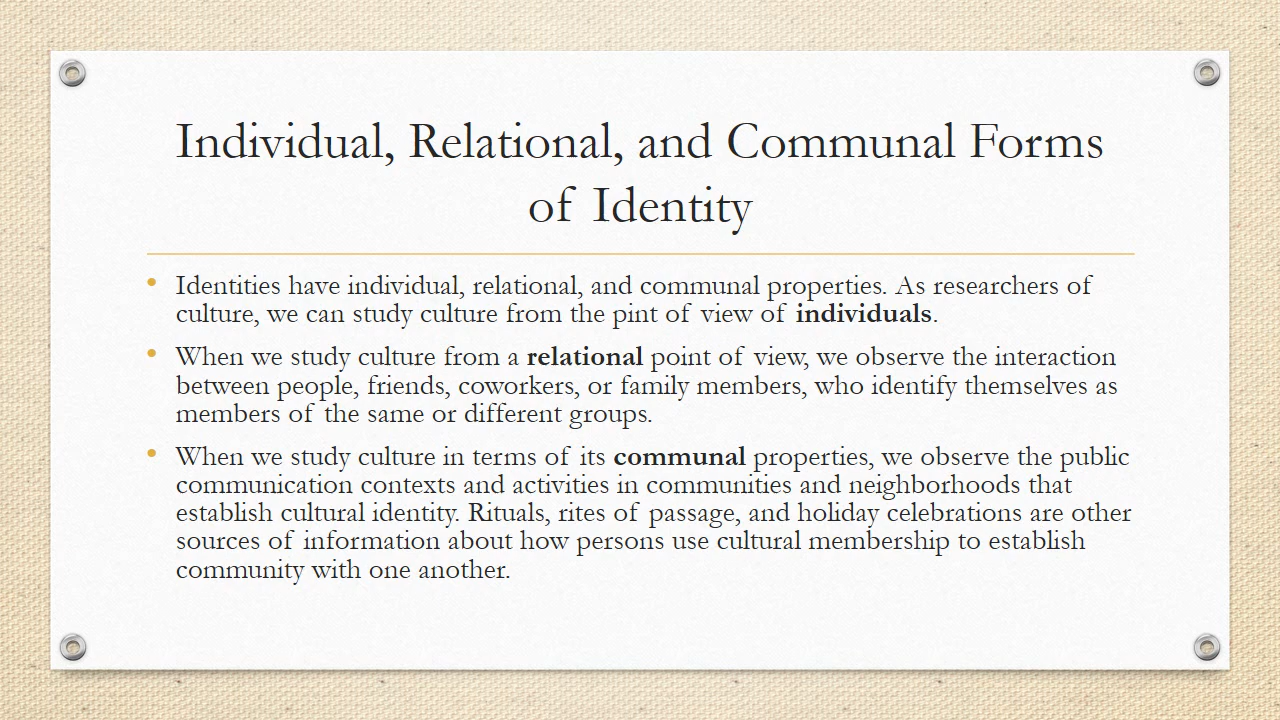 Individual, Relational, and Communal Forms
of Identity
• Identities have individual, relational, and communal properties. As researchers of
culture, we can study culture from the pint of view of individuals.
• When we study culture from a relational point of view, we observe the interaction
between people, friends, coworkers, or family members, who identify themselves as
members of the same or different groups.
• When we study culture in terms of its communal properties, we observe the public
communication contexts and activities in communities and neighborhoods that
establish cultural identity. Rituals, rites of passage, and holiday celebrations are other
sources of information about how persons use cultural membership to establish
community with one another.